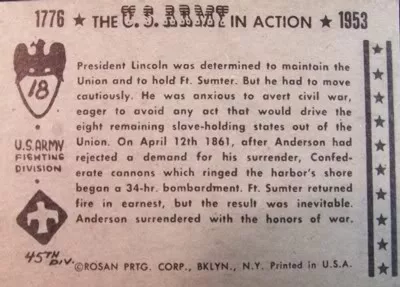 1776 ★ THE U.S. ARMY IN ACTION ★ 1953
18
U.S. ARMY
FIGHTING
DIVISION
45TH
DIV.
President Lincoln was determined to maintain the
Union and to hold Ft. Sumter. But he had to move
cautiously. He was anxious to avert civil war,
eager to avoid any act that would drive the
eight remaining slave-holding states out of the
Union. On April 12th 1861, after Anderson had
rejected a demand for his surrender, Confed-
erate cannons which ringed the harbor's shore
began a 34-hr. bombardment. Ft. Sumter returned
fire in earnest, but the result was inevitable.
Anderson surrendered with the honors of war.
©ROSAN PRTG. CORP., BKLYN., N.Y. Printed in U.S.A.